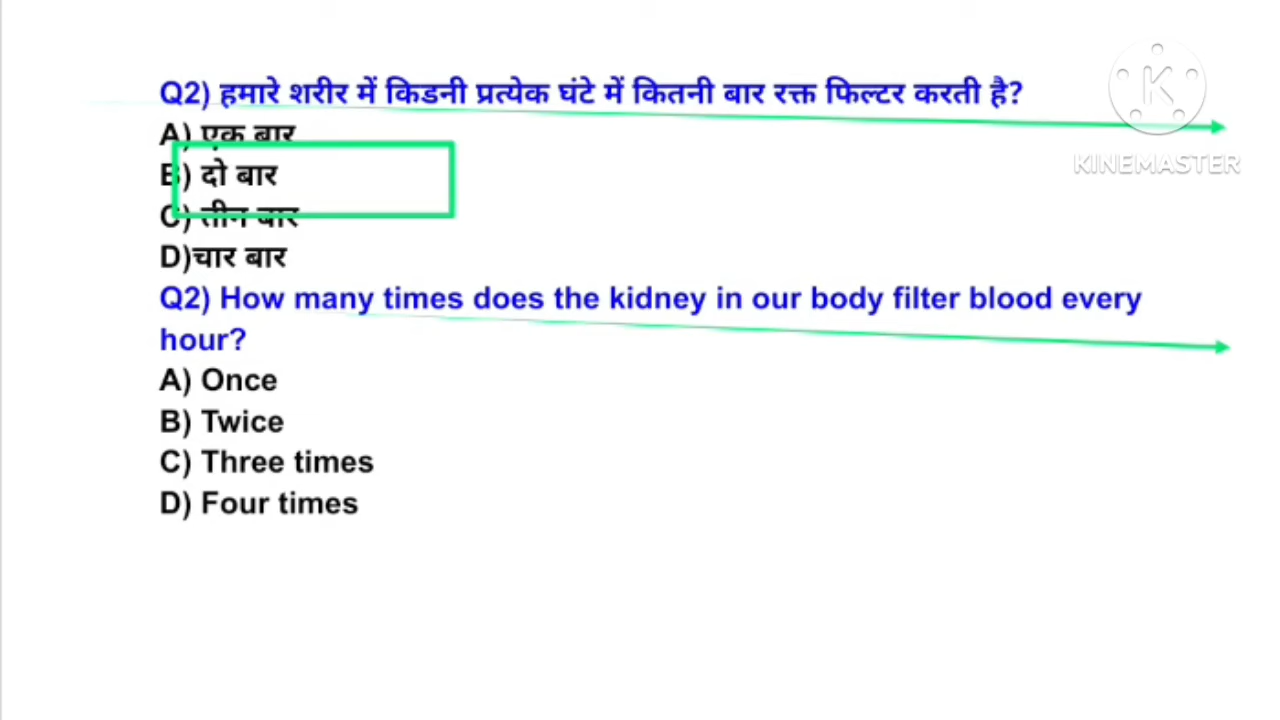 Q2) हमारे शरीर में किडनी प्रत्येक घंटे में कितनी बार रक्त फिल्टर करती है?
A) एक बार
B) दो बार
C) तीन बार
D)चार बार
Q2) How many times does the kidney in our body filter blood every
hour?
A) Once
B) Twice
C) Three times
D) Four times
K
KINEMASTER